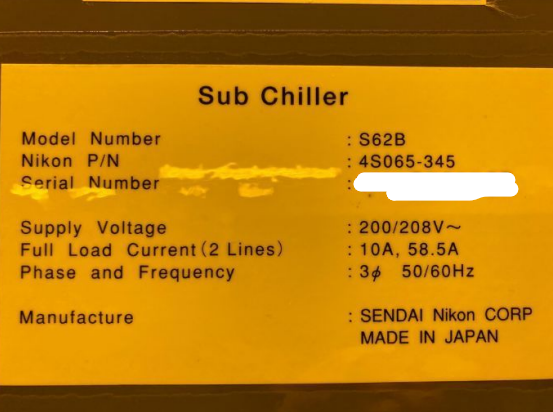 Sub Chiller
Model Number : S62B
Nikon P/N : 4S065-345
Serial Number :
Supply Voltage : 200/208V~
Full Load Current(2 Lines) : 10A, 58.5A
Phase and Frequency : 3φ 50/60Hz
Manufacture : SENDAI Nikon CORP
MADE IN JAPAN